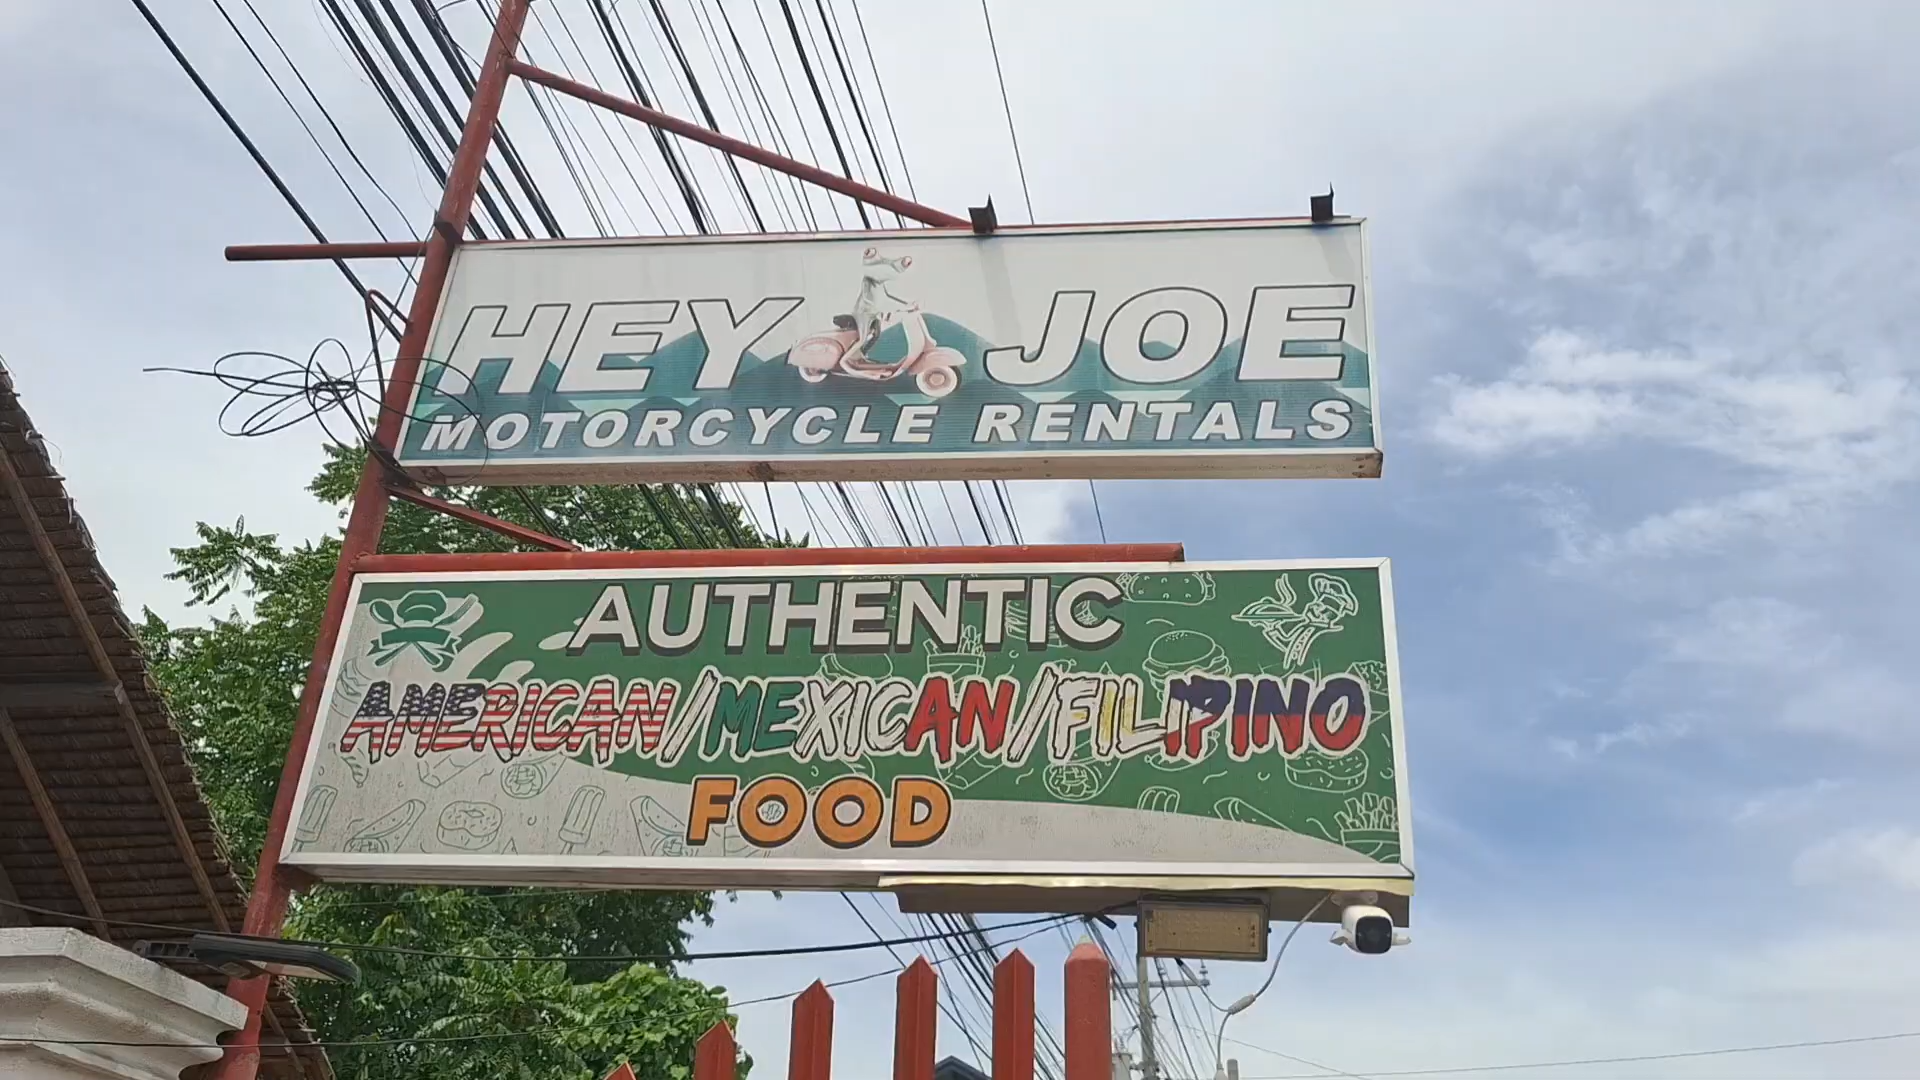 HEY JOE
MOTORCYCLE RENTALS
AUTHENTIC
AMERICAN/MEXICAN/FILIPINO
FOOD